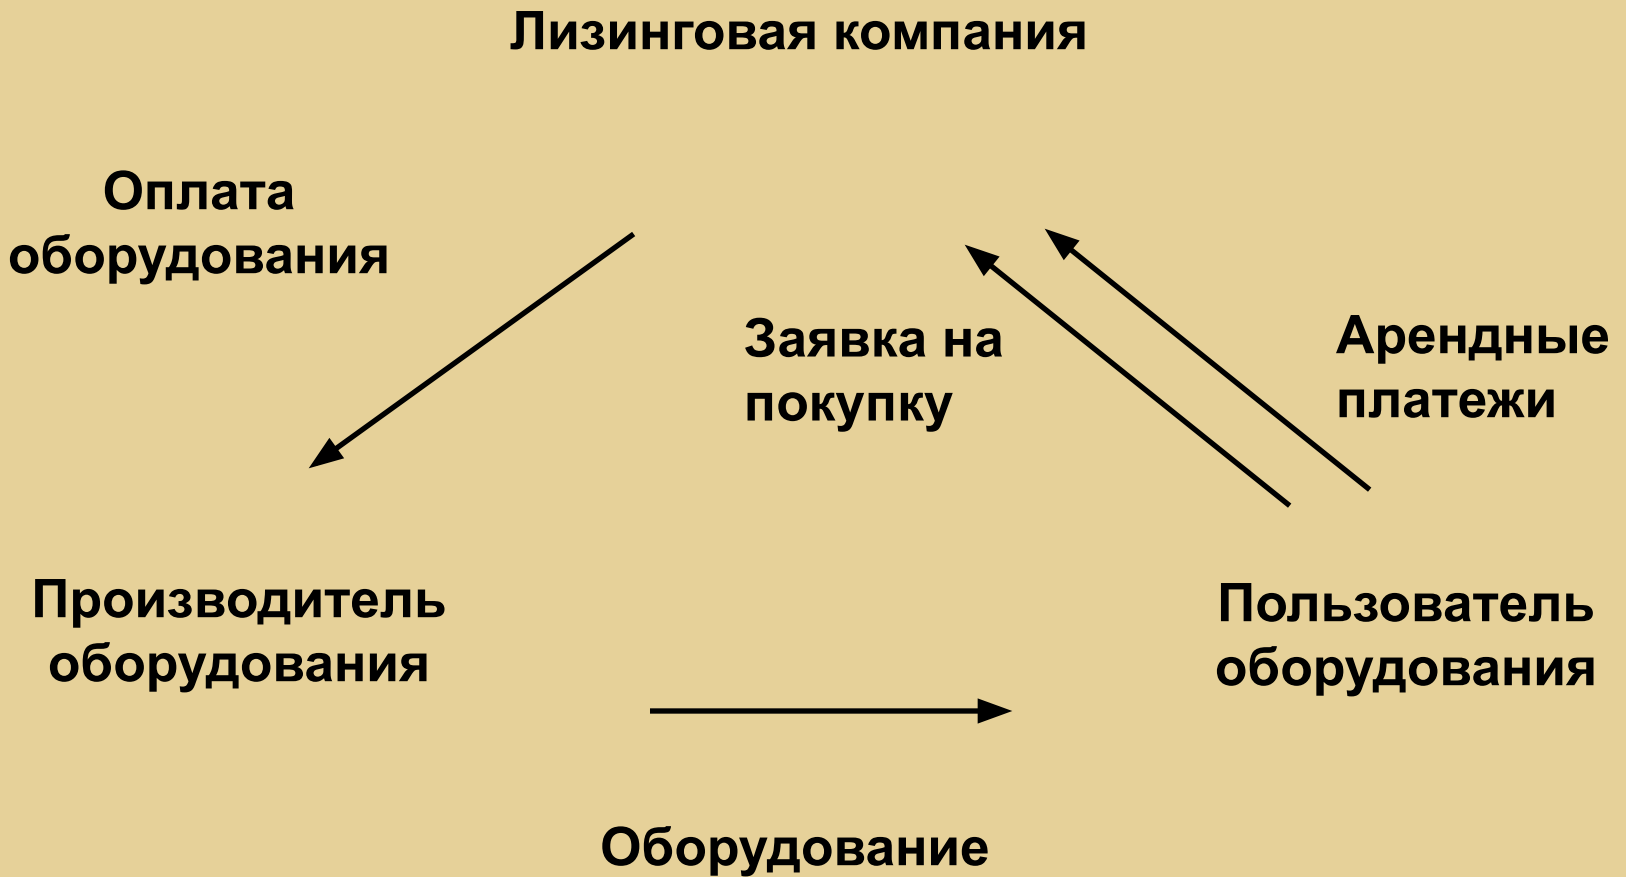 Лизинговая компания
Оплата
оборудования
Заявка на
покупку
Арендные
платежи
Производитель
оборудования
Пользователь
оборудования
Оборудование